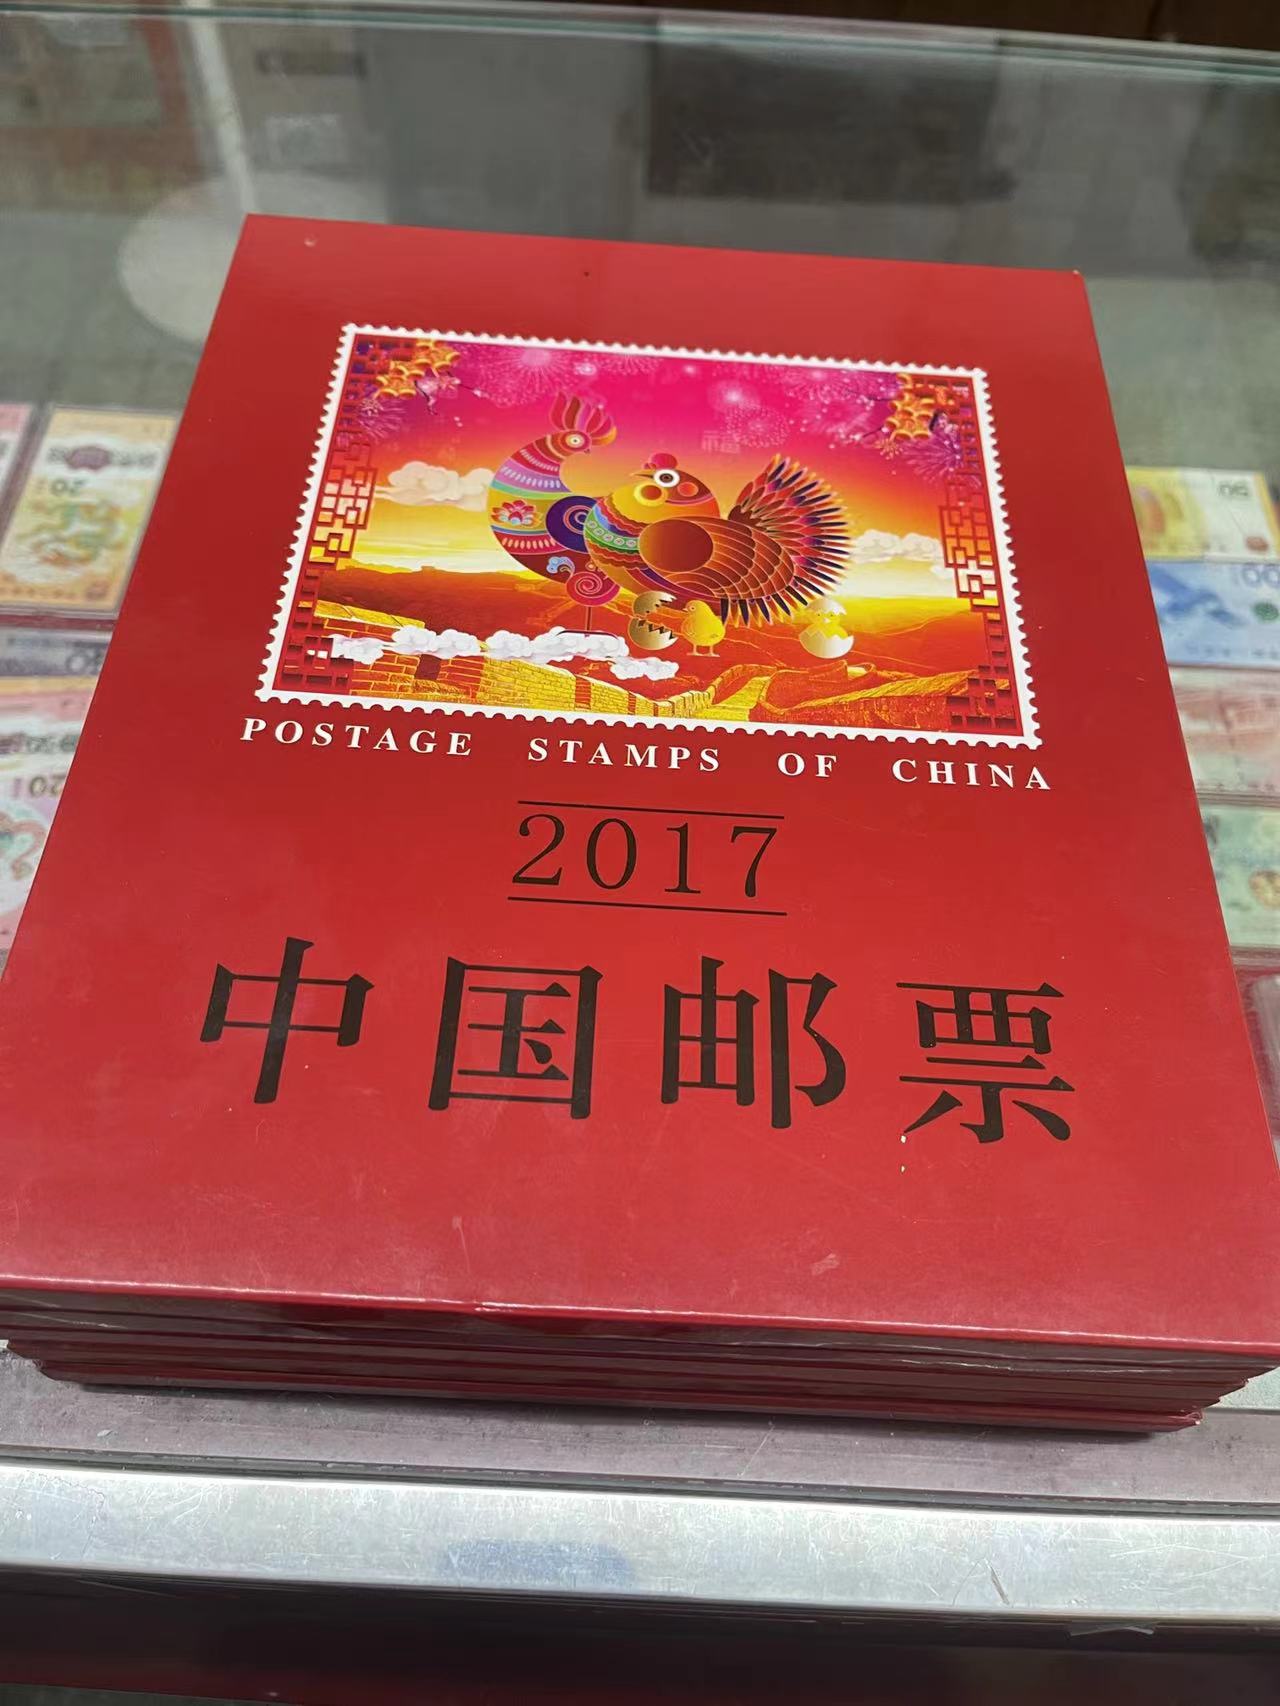 POSTAGE STAMPS OF CHINA
2017
中国邮票